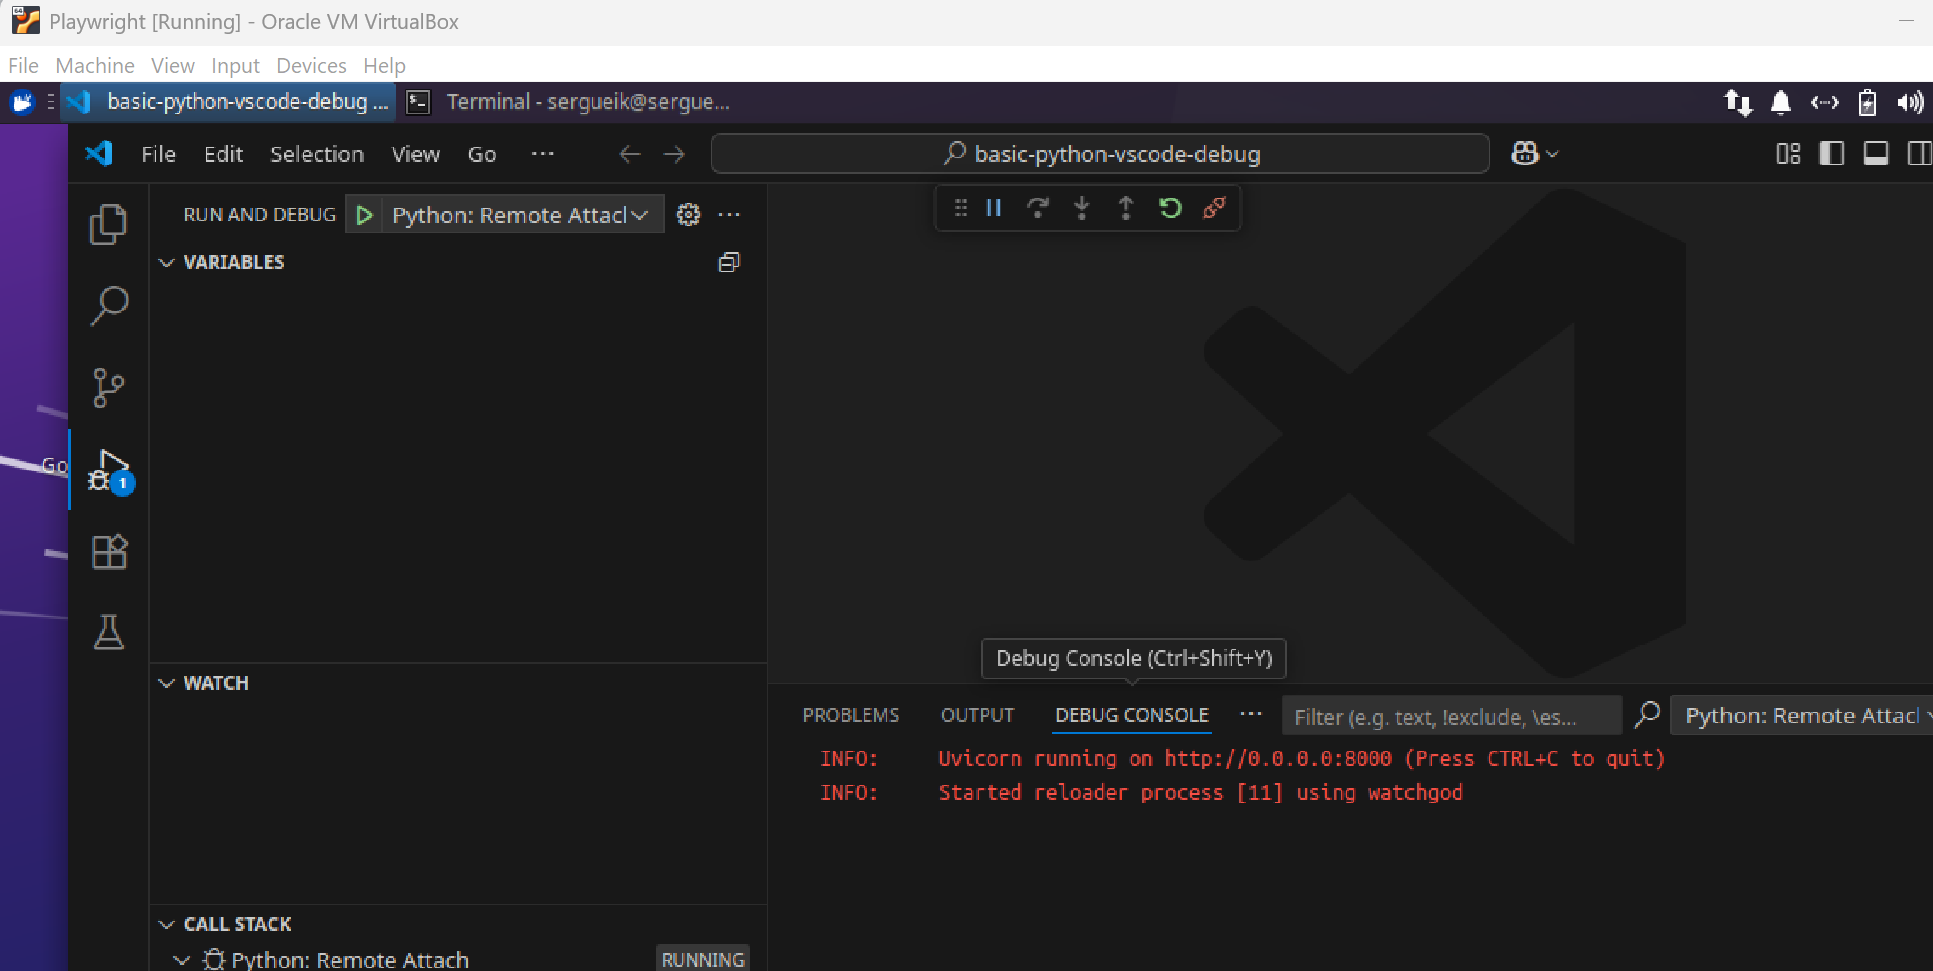 64
Playwright [Running] - Oracle VM VirtualBox
File Machine View Input Devices Help
basic-python-vscode-debug ... Terminal - sergueik@sergue...
File Edit Selection View Go ... basic-python-vscode-debug
RUN AND DEBUG Python: Remote Attacl ...
VARIABLES
Go
1
Debug Console (Ctrl+Shift+Y)
WATCH
PROBLEMS OUTPUT DEBUG CONSOLE ... Filter (e.g. text, !exclude, \es... Python: Remote Attacl
INFO: Uvicorn running on http://0.0.0.0:8000 (Press CTRL+C to quit)
INFO: Started reloader process [11] using watchgod
CALL STACK
Python: Remote Attach RUNNING